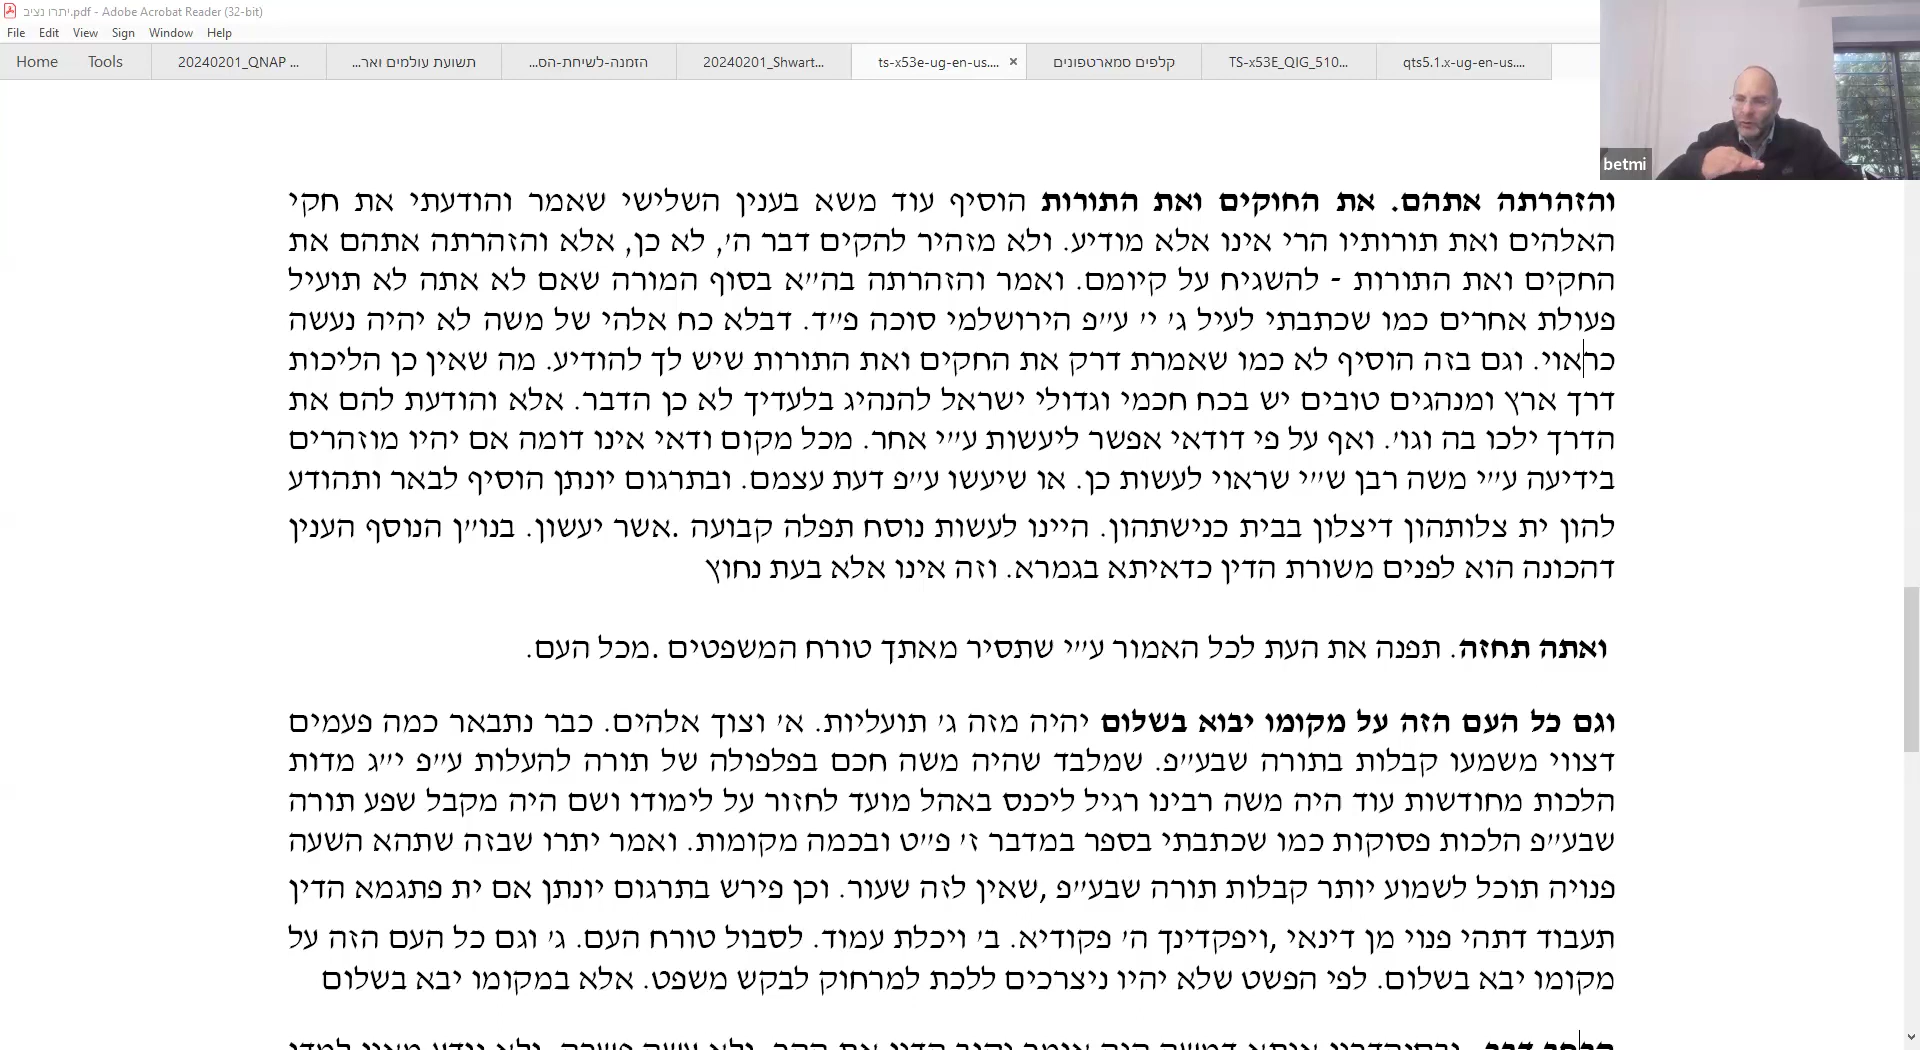 יתרו נציב.pdf - Adobe Acrobat Reader (32-bit)
File Edit View Sign Window Help
Home Tools 20240201_QNAP ... תשועת עולמים ואר... הזמנה-לשיחת-הס... 20240201_Shwart... ts-x53e-ug-en-us.... × קלפים סמארטפונים TS-x53E_QIG_510... qts5.1.x-ug-en-us....
betmi
והזהרתה אתהם. את החוקים ואת התורות הוסיף עוד משא בענין השלישי שאמר והודעתי את חקי
האלהים ואת תורותיו הרי אינו אלא מודיע. ולא מזהיר להקים דבר ה', לא כן, אלא והזהרתה אתהם את
החקים ואת התורות - להשגיח על קיומם. ואמר והזהרתה בה״א בסוף המורה שאם לא אתה לא תועיל
פעולת אחרים כמו שכתבתי לעיל ג' י' ע״פ הירושלמי סוכה פ״ד. דבלא כח אלהי של משה לא יהיה נעשה
כראוי. וגם בזה הוסיף לא כמו שאמרת דרק את החקים ואת התורות שיש לך להודיע. מה שאין כן הליכות
דרך ארץ ומנהגים טובים יש בכח חכמי וגדולי ישראל להנהיג בלעדיך לא כן הדבר. אלא והודעת להם את
הדרך ילכו בה וגו'. ואף על פי דודאי אפשר ליעשות ע״י אחר. מכל מקום ודאי אינו דומה אם יהיו מוזהרים
בידיעה ע״י משה רבן ש״י שראוי לעשות כן. או שיעשו ע״פ דעת עצמם. ובתרגום יונתן הוסיף לבאר ותהודע
להון ית צלותהון דיצלון בבית כנישתהון. היינו לעשות נוסח תפלה קבועה .אשר יעשון. בנו״ן הנוסף הענין
דהכונה הוא לפנים משורת הדין כדאיתא בגמרא. וזה אינו אלא בעת נחוץ
ואתה תחזה. תפנה את העת לכל האמור ע״י שתסיר מאתך טורח המשפטים .מכל העם.
וגם כל העם הזה על מקומו יבוא בשלום יהיה מזה ג' תועליות. א' וצוך אלהים. כבר נתבאר כמה פעמים
דצווי משמעו קבלות בתורה שבע״פ. שמלבד שהיה משה חכם בפלפולה של תורה להעלות ע״פ י״ג מדות
הלכות מחודשות עוד היה משה רבינו רגיל ליכנס באהל מועד לחזור על לימודו ושם היה מקבל שפע תורה
שבע״פ הלכות פסוקות כמו שכתבתי בספר במדבר ז' פ״ט ובכמה מקומות. ואמר יתרו שבזה שתהא השעה
פנויה תוכל לשמוע יותר קבלות תורה שבע״פ ,שאין לזה שעור. וכן פירש בתרגום יונתן אם ית פתגמא הדין
תעבוד דתהי פנוי מן דינאי ,ויפקדינך ה' פקודיא. ב' ויכלת עמוד. לסבול טורח העם. ג' וגם כל העם הזה על
מקומו יבא בשלום. לפי הפשט שלא יהיו ניצרכים ללכת למרחוק לבקש משפט. אלא במקומו יבא בשלום